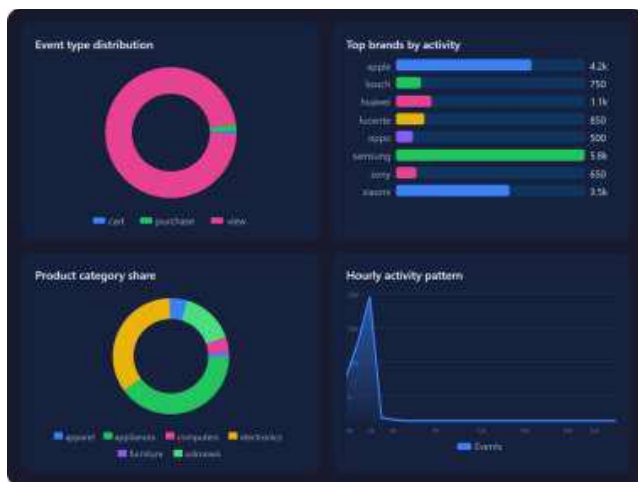 Event type distribution
cart purchase view
Top brands by activity
apple 4.2k
bosch 750
huawei 1.1k
lucente 850
oppo 500
samsung 5.8k
sony 650
xiaomi 3.5k
Product category share
apparel appliances computers electronics
furniture unknown
Hourly activity pattern
Events